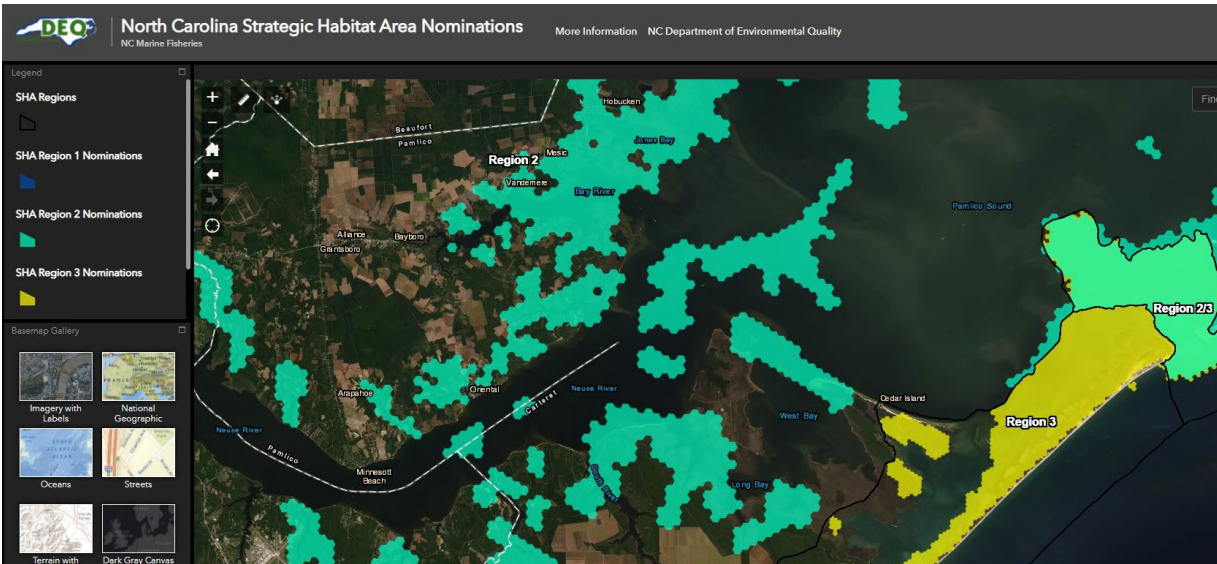 DEQ
North Carolina Strategic Habitat Area Nominations
NC Marine Fisheries
More Information
NC Department of Environmental Quality
Legend
SHA Regions
SHA Region 1 Nominations
SHA Region 2 Nominations
SHA Region 3 Nominations
Basemap Gallery
Imagery with
Labels
National
Geographic
Oceans
Streets
Terrain with
Dark Gray Canvas
+
−
Find
Hobucken
Beaufort
Pamlico
Jones Bay
Region 2
Mesic
Vandemere
Bay River
Pamlico Sound
Alliance
Bayboro
Grantsboro
Region 2/3
Arapahoe
Oriental
Neuse River
Carteret
Cedar Island
West Bay
Region 3
Neuse River
Pamlico
Minnesott
Beach
South River
Long Bay